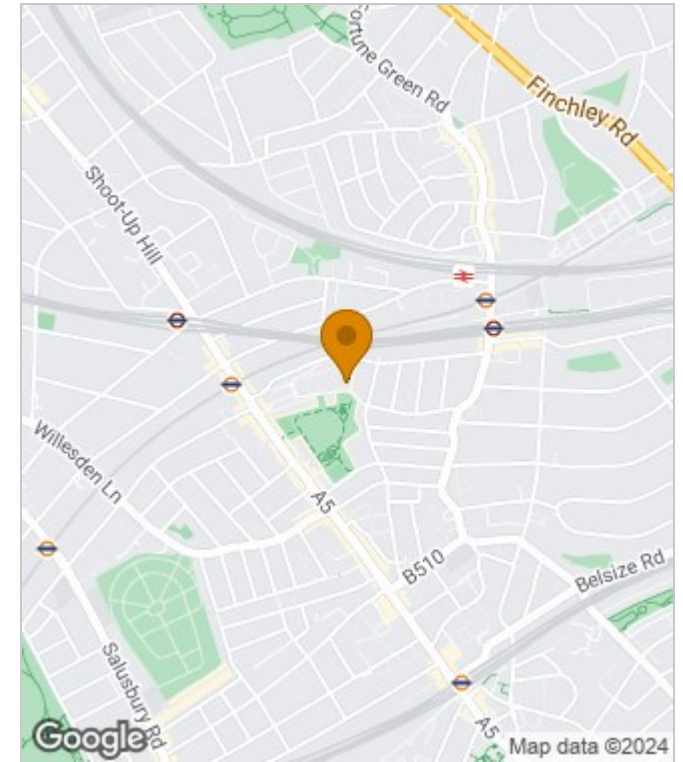 Fortune Green Rd
Finchley Rd
Shoot-Up Hill
Willesden Ln
A5
B510
Belsize Rd
Salusbury Rd
A5
Google
Map data ©2024